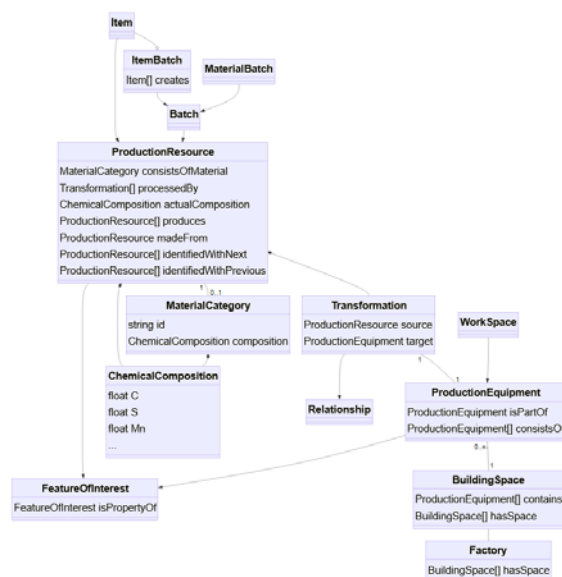 Item
ItemBatch
Item[] creates
MaterialBatch
Batch
ProductionResource
MaterialCategory consistsOfMaterial
Transformation[] processedBy
ChemicalComposition actualComposition
ProductionResource[] produces
ProductionResource madeFrom
ProductionResource[] identifiedWithNext
ProductionResource[] identifiedWithPrevious
1
0..1
MaterialCategory
string id
ChemicalComposition composition
Transformation
ProductionResource source
ProductionEquipment target
WorkSpace
1
1
ChemicalComposition
float C
float S
float Mn
...
Relationship
ProductionEquipment
ProductionEquipment isPartOf
ProductionEquipment[] consistsO
0..*
1
FeatureOfInterest
FeatureOfInterest isPropertyOf
BuildingSpace
ProductionEquipment[] contains
BuildingSpace[] hasSpace
Factory
BuildingSpace[] hasSpace